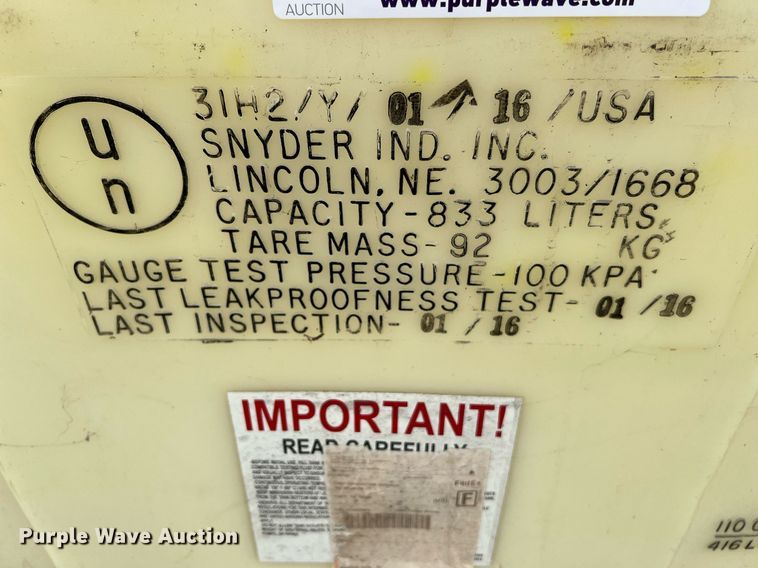 AUCTION
www.purplewave.com
un
31H2/Y/ 01 16 /USA
SNYDER IND. INC.
LINCOLN, NE. 3003/1668
CAPACITY-833 LITERS
TARE MASS-92 KG
GAUGE TEST PRESSURE-100 KPA
LAST LEAKPROOFNESS TEST- 01 /16
LAST INSPECTION- 01 / 16
IMPORTANT!
READ CAREFULLY
F
Purple Wave Auction
110
416 L